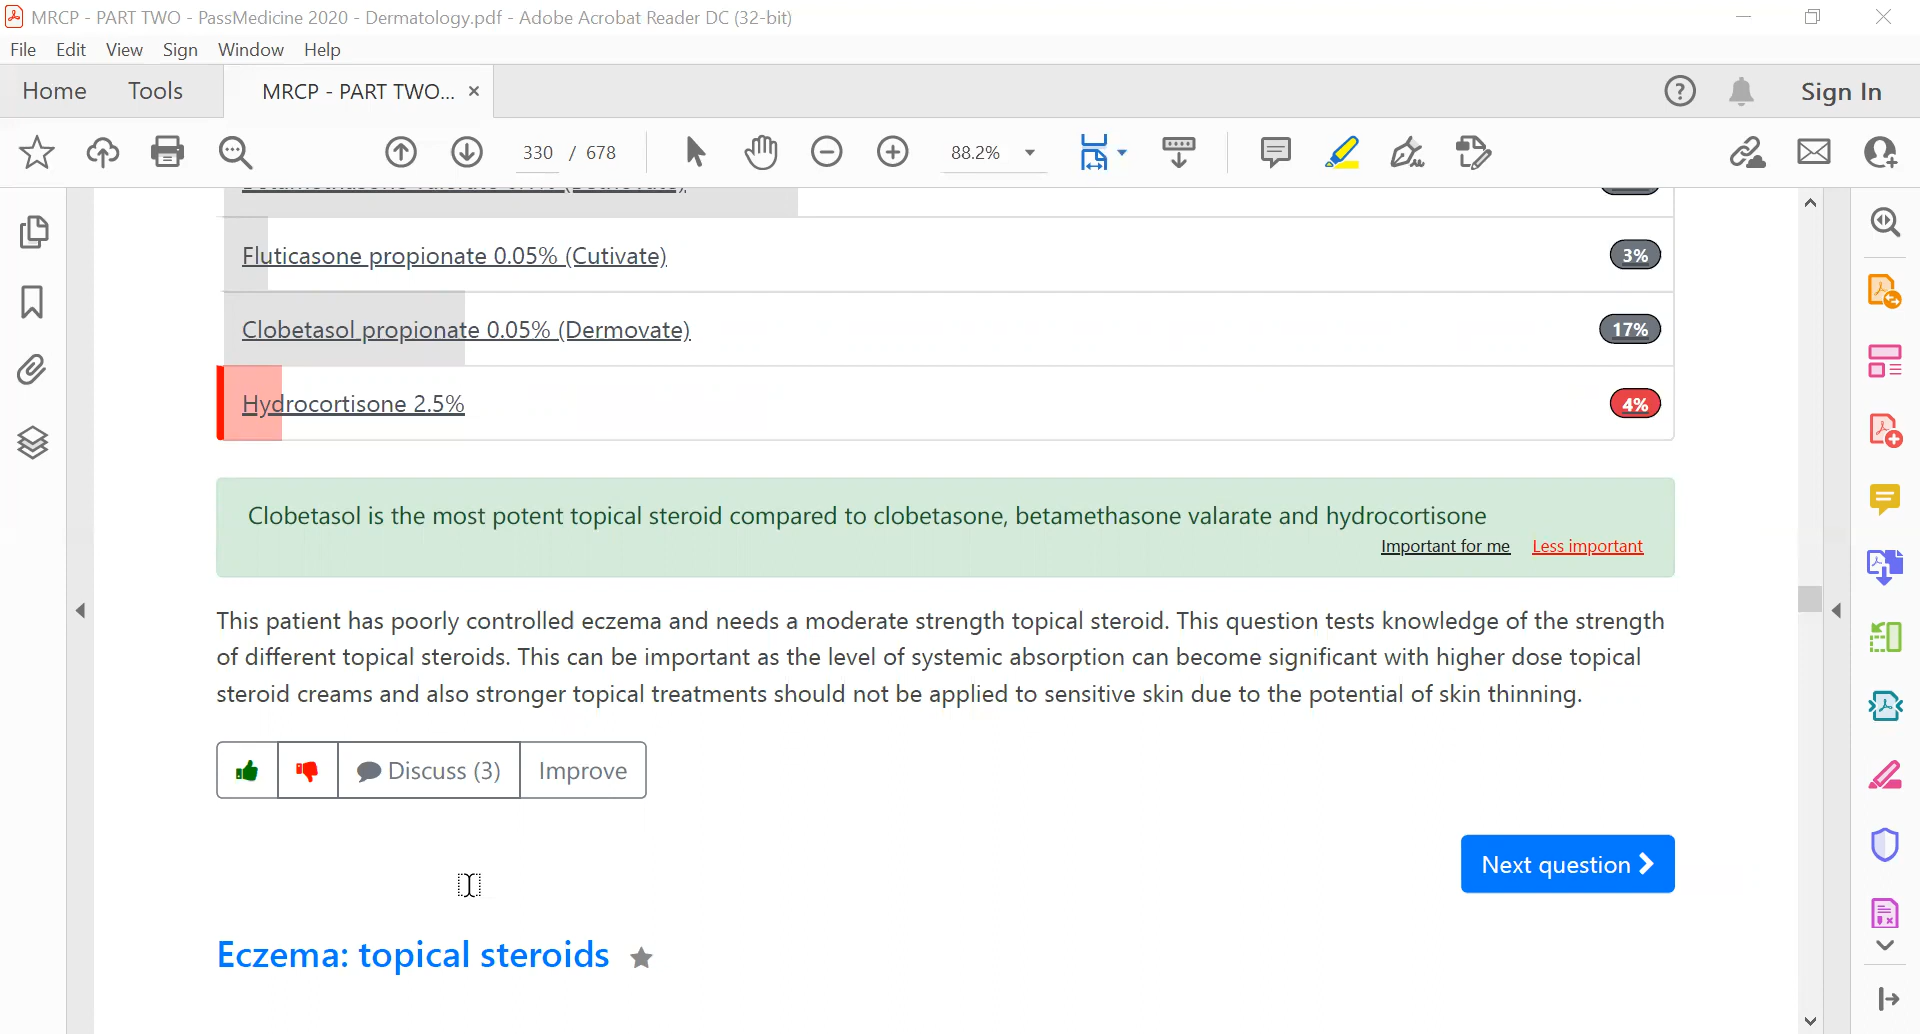 MRCP - PART TWO - PassMedicine 2020 - Dermatology.pdf - Adobe Acrobat Reader DC (32-bit)
File Edit View Sign Window Help
Home Tools MRCP - PART TWO... × Sign In
330 / 678 88.2%
Fluticasone propionate 0.05% (Cutivate) 3%
Clobetasol propionate 0.05% (Dermovate) 17%
Hydrocortisone 2.5% 4%
Clobetasol is the most potent topical steroid compared to clobetasone, betamethasone valarate and hydrocortisone
Important for me Less important
This patient has poorly controlled eczema and needs a moderate strength topical steroid. This question tests knowledge of the strength
of different topical steroids. This can be important as the level of systemic absorption can become significant with higher dose topical
steroid creams and also stronger topical treatments should not be applied to sensitive skin due to the potential of skin thinning.
Discuss (3) Improve
Next question
Eczema: topical steroids